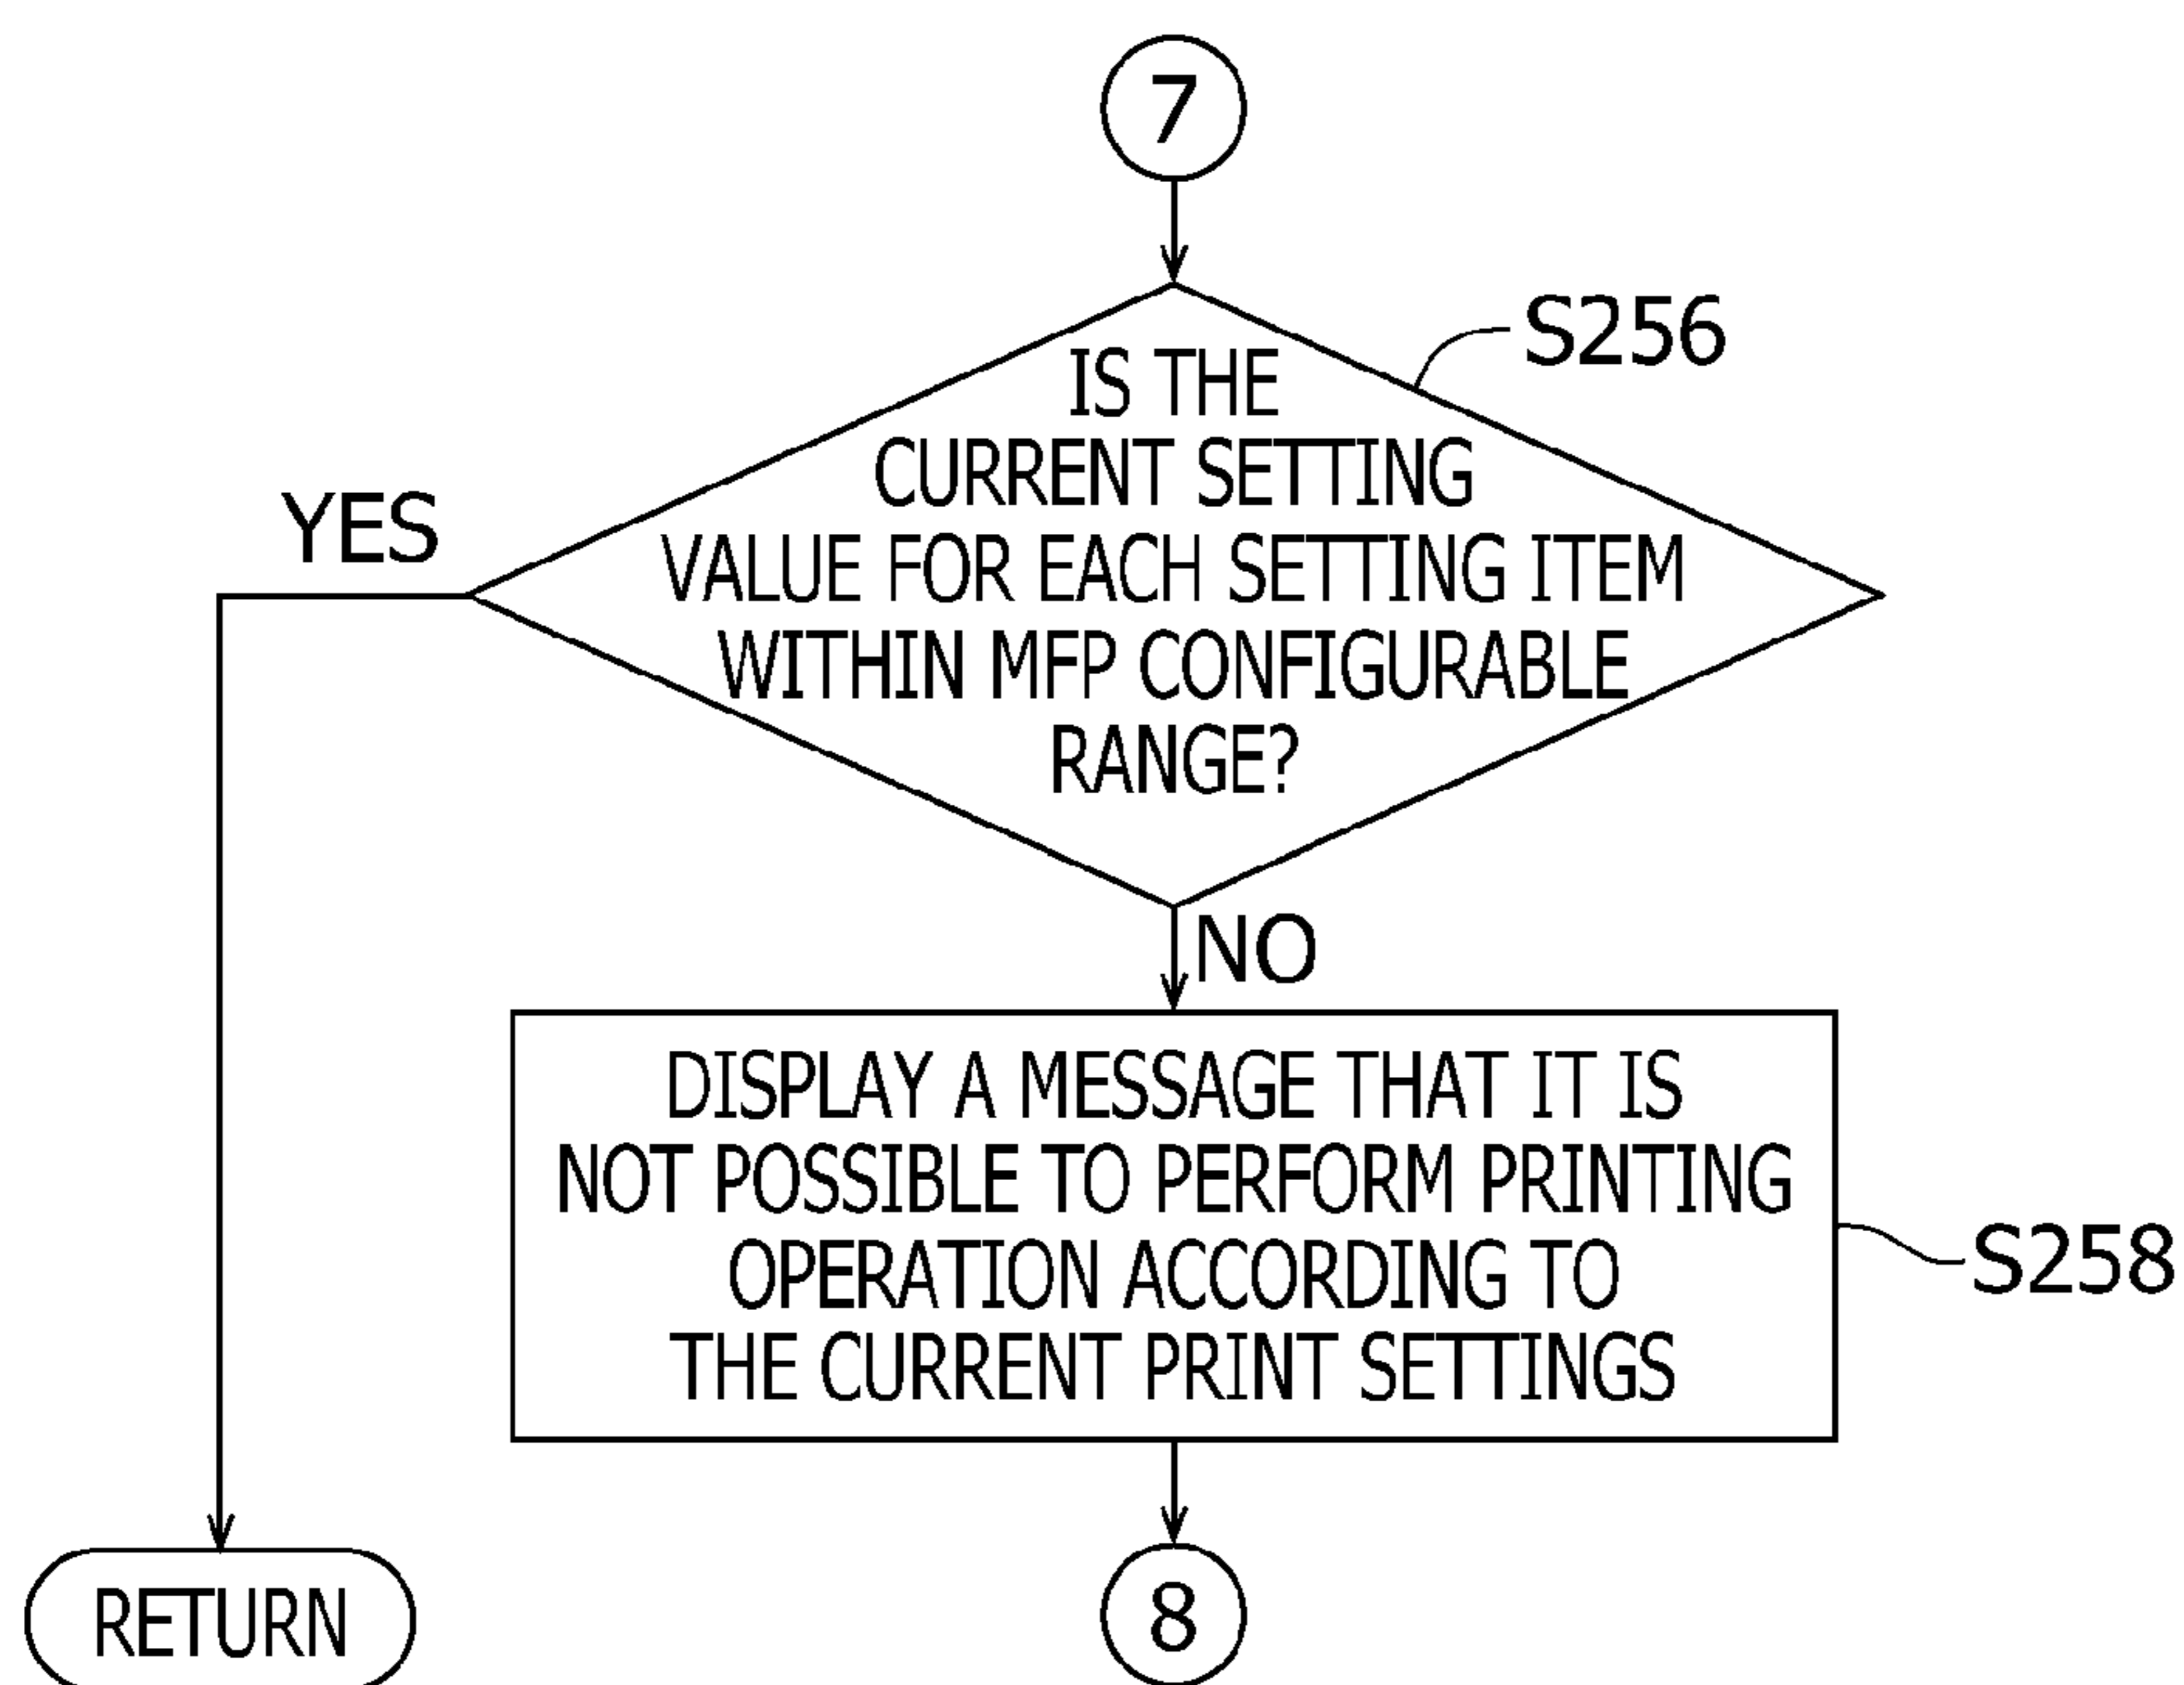 7
S256
IS THE
CURRENT SETTING
VALUE FOR EACH SETTING ITEM
WITHIN MFP CONFIGURABLE
RANGE?
YES
NO
DISPLAY A MESSAGE THAT IT IS
NOT POSSIBLE TO PERFORM PRINTING
OPERATION ACCORDING TO
THE CURRENT PRINT SETTINGS
S258
RETURN
8